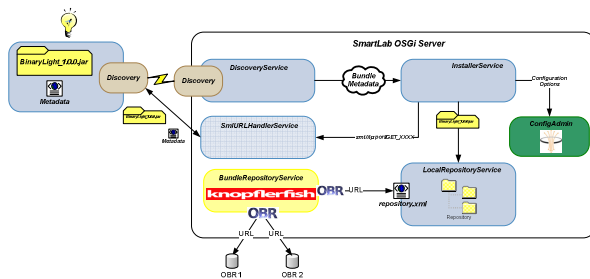 SmartLab OSGi Server
BinaryLight_1.0.0.jar
Metadata
Discovery
Discovery
DiscoveryService
Bundle
Metadata
InstallerService
Configuration
Options
ConfigAdmin
Metadata
SmlURLHandlerService
BundleRepositoryService
knopflerfish
OBR
URL
repository.xml
LocalRepositoryService
Repository
OBR
URL
URL
OBR 1
OBR 2